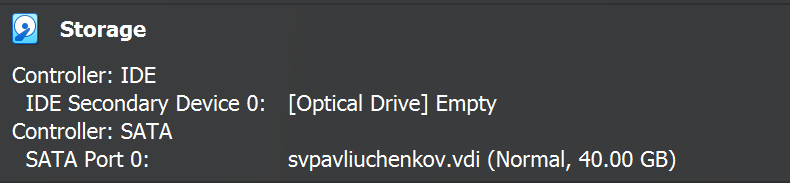 Storage
Controller: IDE
IDE Secondary Device 0: [Optical Drive] Empty
Controller: SATA
SATA Port 0: svpavliuchenkov.vdi (Normal, 40.00 GB)